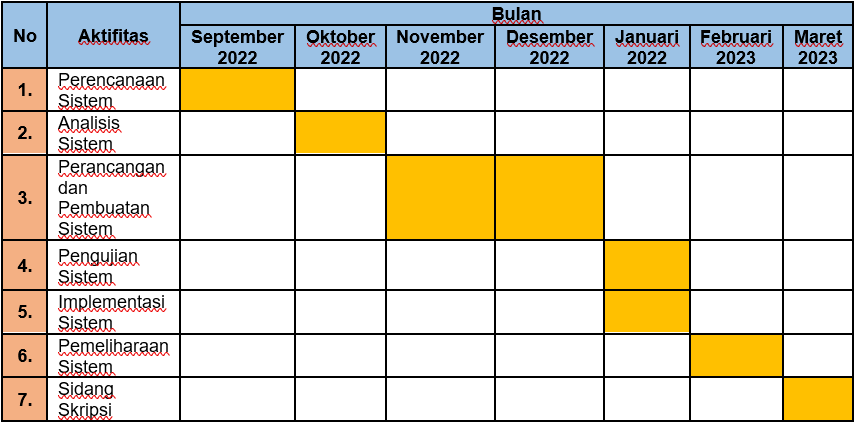 No
Aktifitas
Bulan
September
2022
Oktober
2022
November
2022
Desember
2022
Januari
2022
Februari
2023
Maret
2023
1.
Perencanaan
Sistem
2.
Analisis
Sistem
3.
Perancangan
dan
Pembuatan
Sistem
4.
Pengujian
Sistem
5.
Implementasi
Sistem
6.
Pemeliharaan
Sistem
7.
Sidang
Skripsi